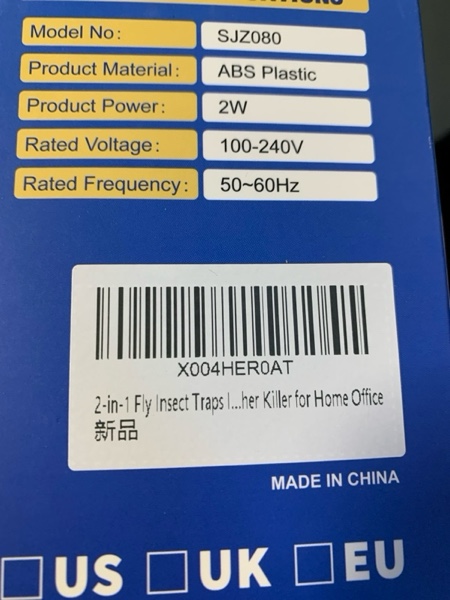 Model No: SJZ080
Product Material: ABS Plastic
Product Power: 2W
Rated Voltage: 100-240V
Rated Frequency: 50~60Hz
X004HER0AT
2-in-1 Fly Insect Traps I...her Killer for Home Office
新品
MADE IN CHINA
US UK EU